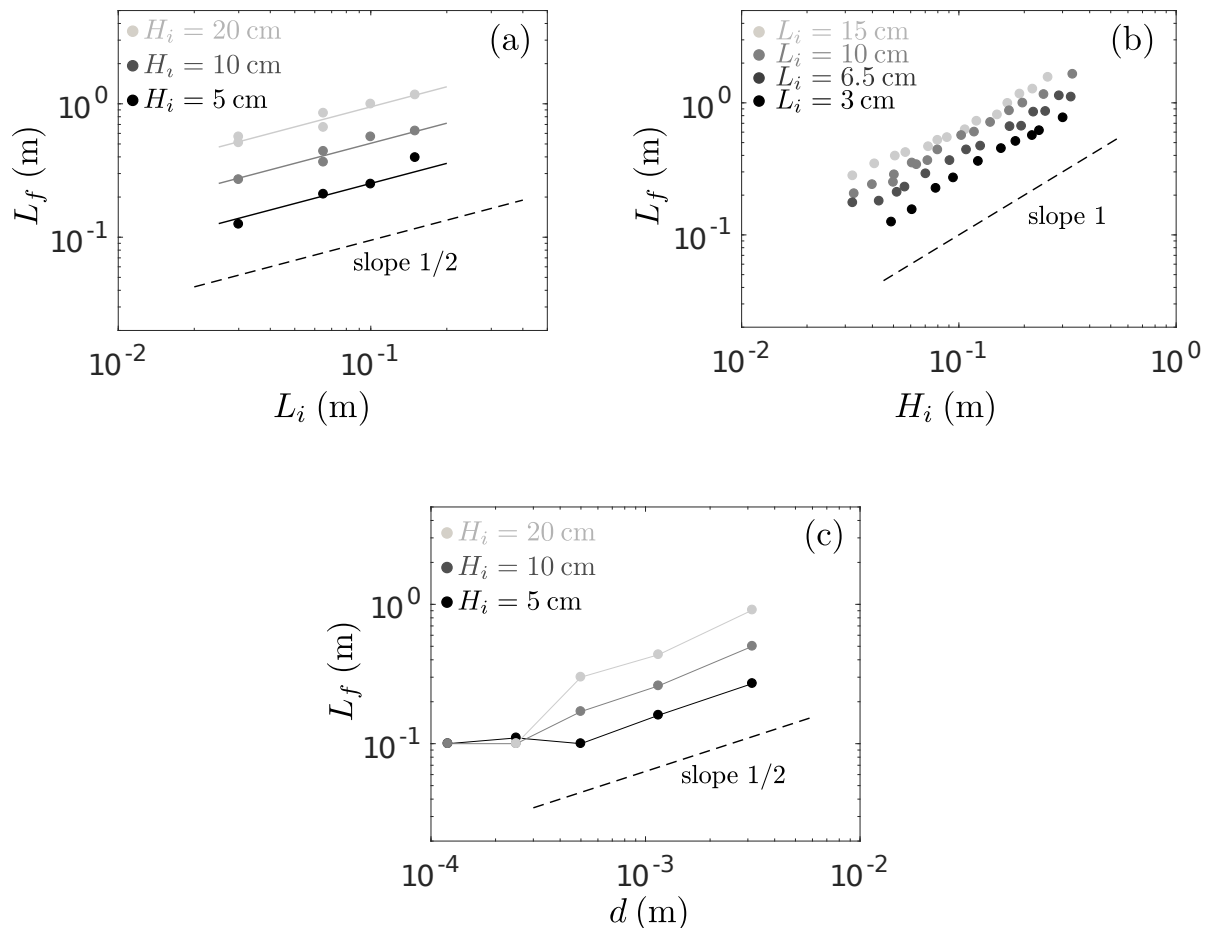 (a)
H_i = 20 cm
H_i = 10 cm
H_i = 5 cm
10^0
10^{-1}
L_f (m)
slope 1/2
10^{-2}
10^{-1}
L_i (m)
(b)
L_i = 15 cm
L_i = 10 cm
L_i = 6.5 cm
L_i = 3 cm
10^0
10^{-1}
L_f (m)
slope 1
10^{-2}
10^{-1}
10^0
H_i (m)
(c)
H_i = 20 cm
H_i = 10 cm
H_i = 5 cm
10^0
10^{-1}
L_f (m)
slope 1/2
10^{-4}
10^{-3}
10^{-2}
d (m)